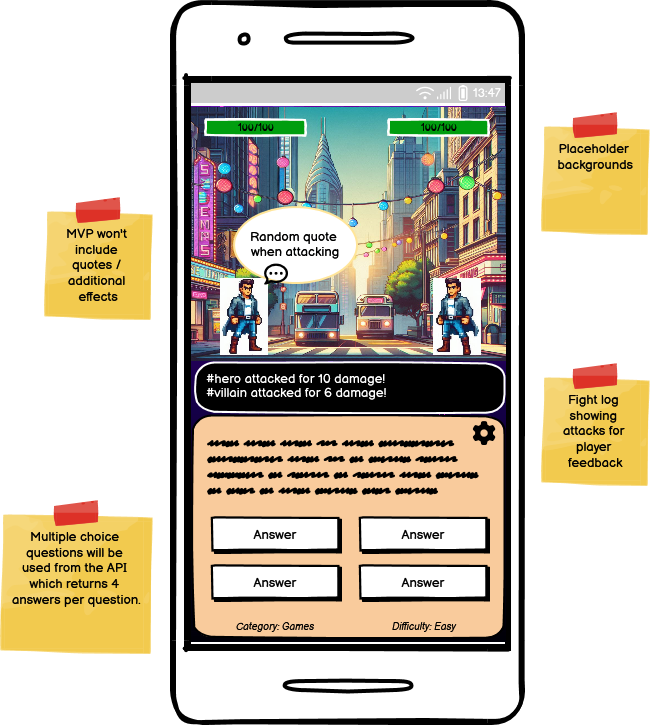 13:47
100/100
100/100
Placeholder
backgrounds
MVP won't
include
quotes /
additional
effects
Random quote
when attacking
#hero attacked for 10 damage!
#villain attacked for 6 damage!
Fight log
showing
attacks for
player
feedback
Multiple choice
questions will be
used from the API
which returns 4
answers per question.
Answer
Answer
Answer
Answer
Category: Games
Difficulty: Easy